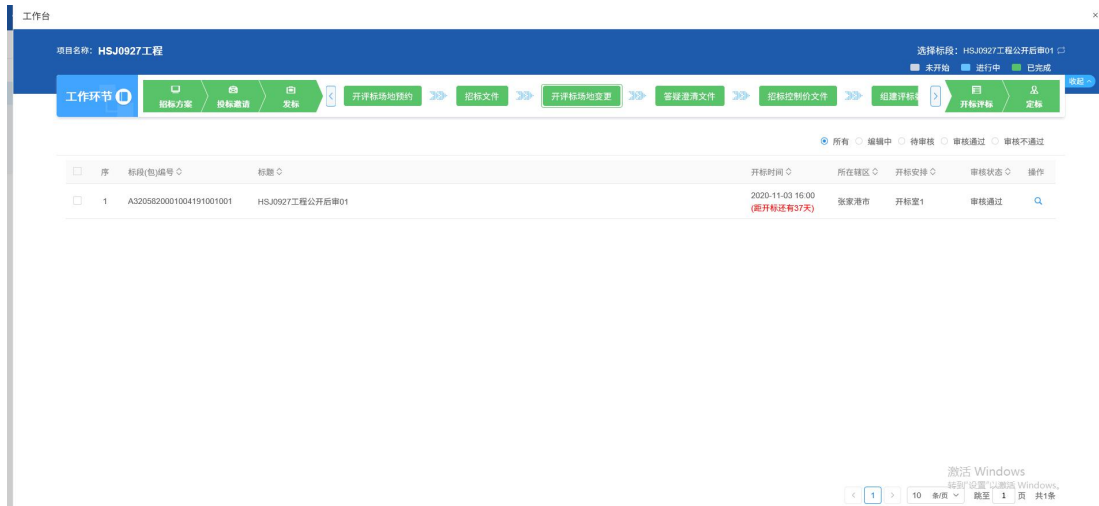 工作台
项目名称: HSJ0927工程
选择标段: HSJ0927工程公开后审01
未开始 进行中 已完成
收起
工作环节
招标方案 投标邀请 发标 开评标场地预约 招标文件 开评标场地变更 答疑澄清文件 招标控制价文件 组建评标 开标评标 定标
所有 编辑中 待审核 审核通过 审核不通过
序 标段(包)编号 标题 开标时间 所在辖区 开标安排 审核状态 操作
1 A3205820001004191001001 HSJ0927工程公开后审01 2020-11-03 16:00 张家港市 开标室1 审核通过
(距开标还有37天)
激活 Windows
转到"设置"以激活 Windows。
1 10 条/页 跳至 1 页 共1条